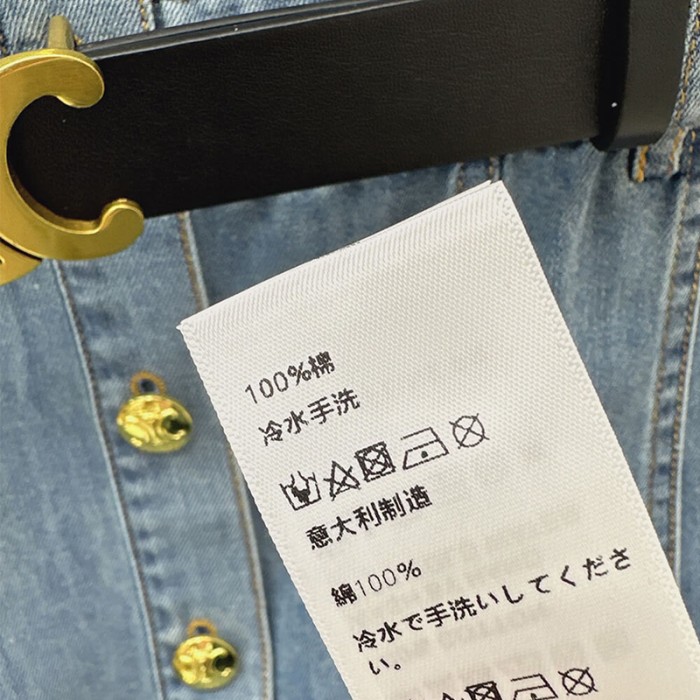 100%棉
冷水手洗
意大利制造
綿100%
冷水で手洗いしてくださ
い。